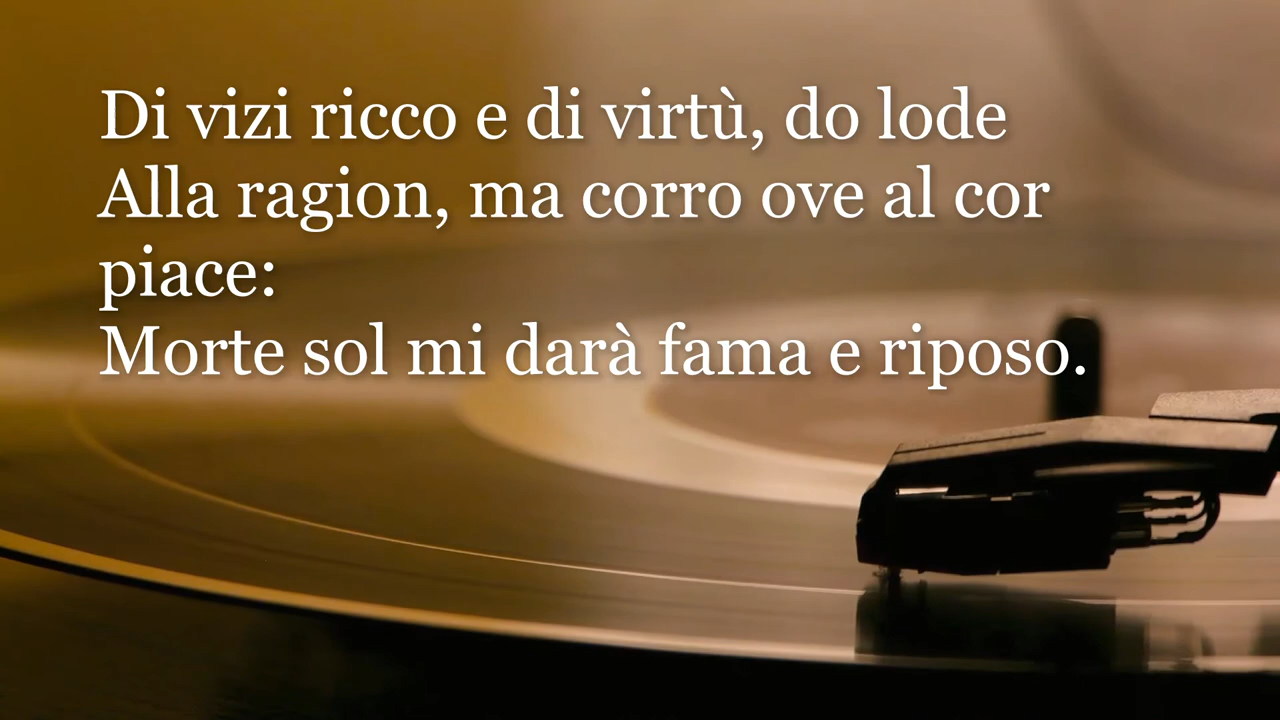 Di vizi ricco e di virtù, do lode
Alla ragion, ma corro ove al cor
piace:
Morte sol mi darà fama e riposo.